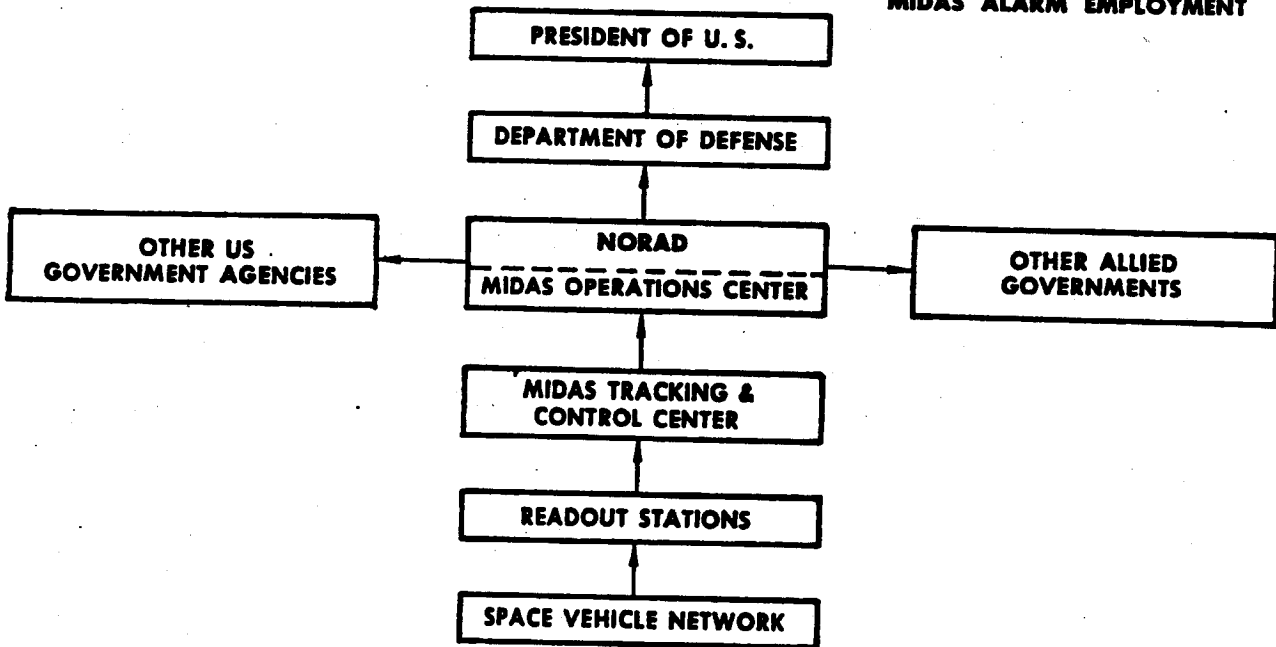 MIDAS ALARM EMPLOYMENT
PRESIDENT OF U. S.
DEPARTMENT OF DEFENSE
NORAD
MIDAS OPERATIONS CENTER
OTHER US
GOVERNMENT AGENCIES
OTHER ALLIED
GOVERNMENTS
MIDAS TRACKING &
CONTROL CENTER
READOUT STATIONS
SPACE VEHICLE NETWORK